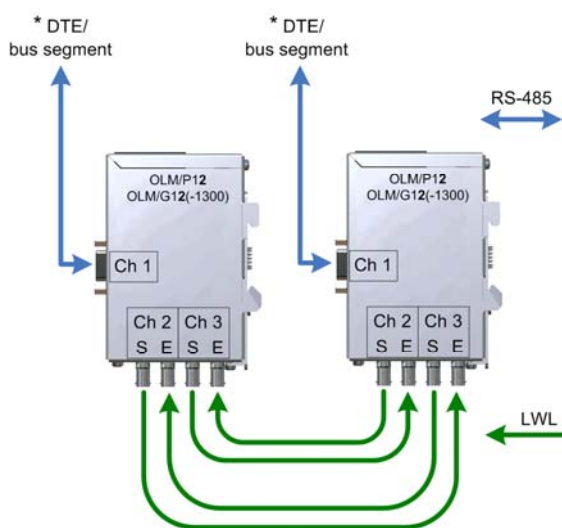 * DTE/
bus segment
* DTE/
bus segment
RS-485
OLM/P12
OLM/G12(-1300)
OLM/P12
OLM/G12(-1300)
Ch 1
Ch 1
Ch 2 Ch 3
S E S E
Ch 2 Ch 3
S E S E
LWL